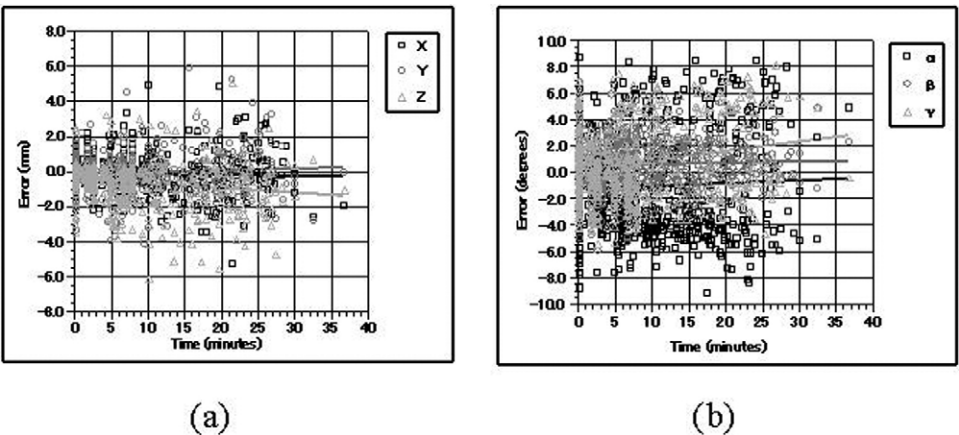 8.0
6.0
4.0
2.0
0.0
-2.0
-4.0
-6.0
-8.0
Error (mm)
0 5 10 15 20 25 30 35 40
Time (minutes)
X
Y
Z
(a)
10.0
8.0
6.0
4.0
2.0
0.0
-2.0
-4.0
-6.0
-8.0
-10.0
Error (degrees)
0 5 10 15 20 25 30 35 40
Time (minutes)
α
β
γ
(b)